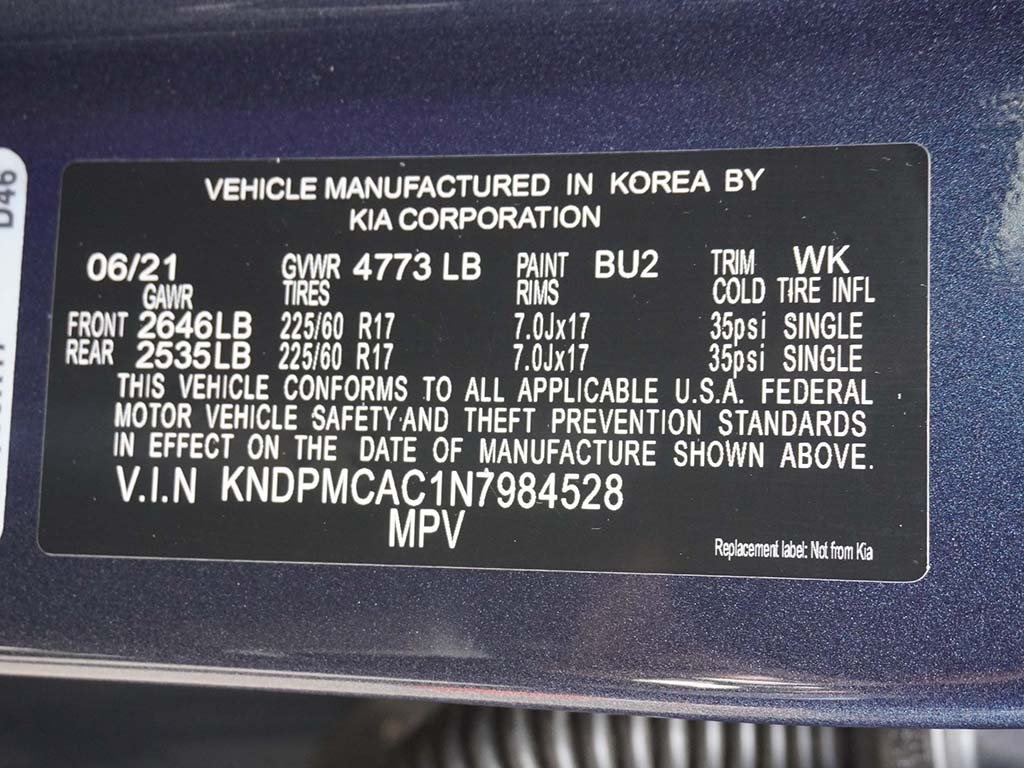 D46
VEHICLE MANUFACTURED IN KOREA BY
KIA CORPORATION
06/21 GVWR 4773 LB PAINT BU2 TRIM WK
GAWR TIRES RIMS COLD TIRE INFL
FRONT 2646LB 225/60 R17 7.0Jx17 35psi SINGLE
REAR 2535LB 225/60 R17 7.0Jx17 35psi SINGLE
THIS VEHICLE CONFORMS TO ALL APPLICABLE U.S.A. FEDERAL
MOTOR VEHICLE SAFETY AND THEFT PREVENTION STANDARDS
IN EFFECT ON THE DATE OF MANUFACTURE SHOWN ABOVE.
V.I.N KNDPMCAC1N7984528
MPV
Replacement label: Not from Kia